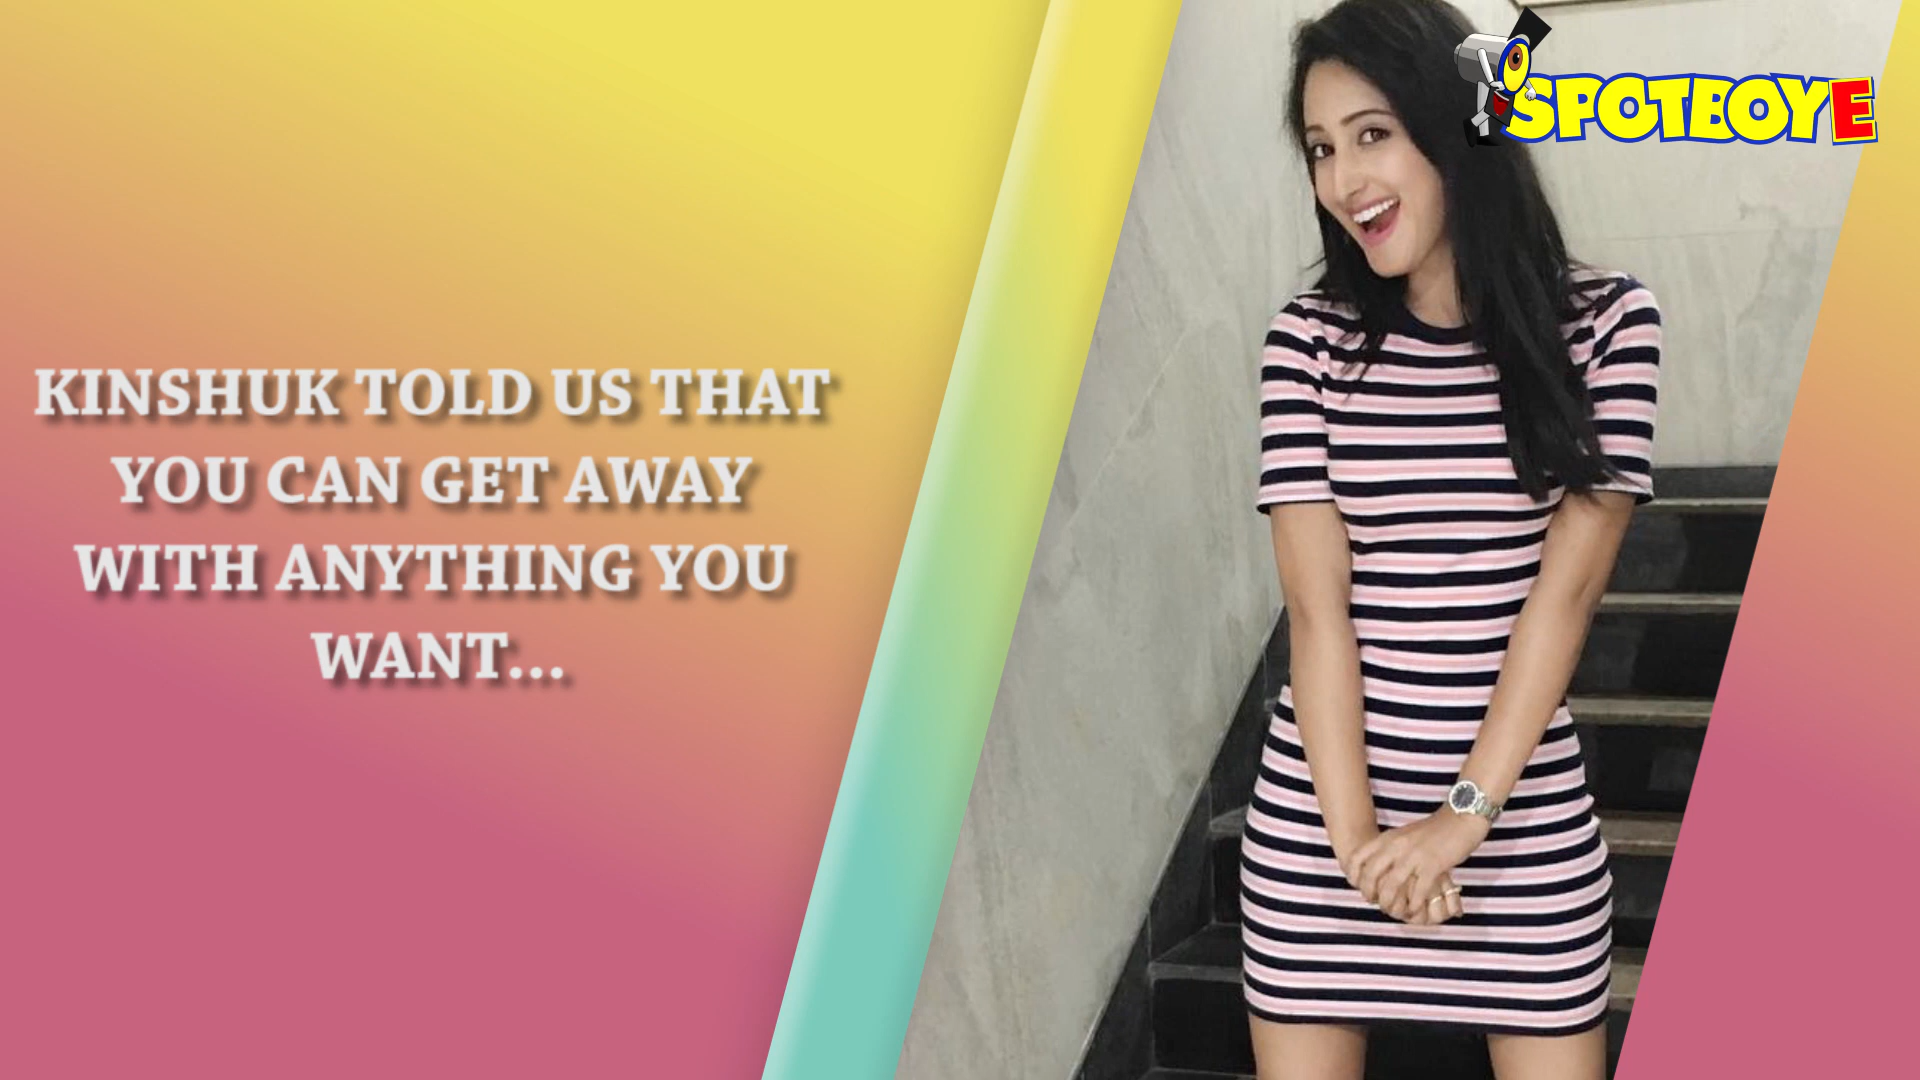 SPOTBOYE
KINSHUK TOLD US THAT
YOU CAN GET AWAY
WITH ANYTHING YOU
WANT...